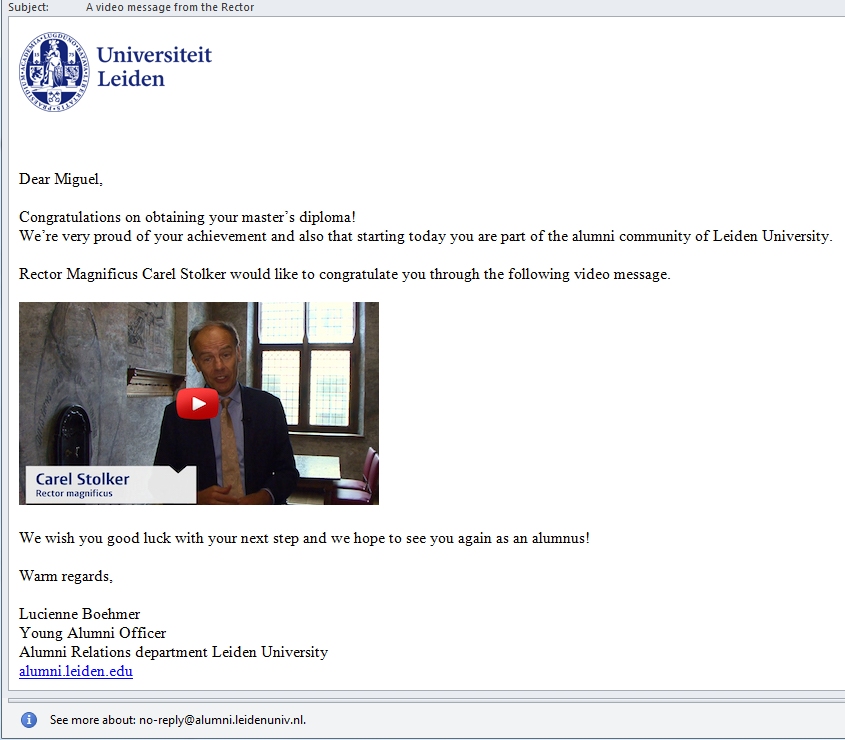 Subject: A video message from the Rector
ACADEMIA LUGDUNO BATAVA LIBERTATIS PRAESIDIUM
Universiteit
Leiden
Dear Miguel,
Congratulations on obtaining your master’s diploma!
We’re very proud of your achievement and also that starting today you are part of the alumni community of Leiden University.
Rector Magnificus Carel Stolker would like to congratulate you through the following video message.
Carel Stolker
Rector magnificus
We wish you good luck with your next step and we hope to see you again as an alumnus!
Warm regards,
Lucienne Boehmer
Young Alumni Officer
Alumni Relations department Leiden University
alumni.leiden.edu
See more about: no-reply@alumni.leidenuniv.nl.